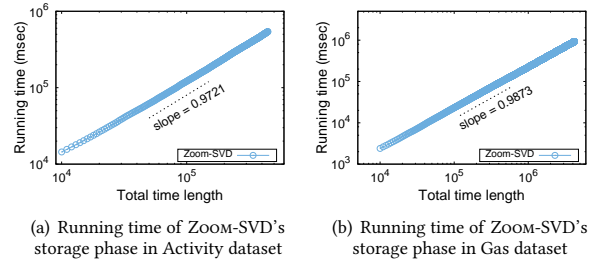 10^6
10^5
10^4
Running time (msec)
slope = 0.9721
Zoom-SVD
10^4
10^5
Total time length
(a) Running time of ZOOM-SVD's
storage phase in Activity dataset
10^7
10^6
10^5
10^4
10^3
Running time (msec)
slope = 0.9873
Zoom-SVD
10^4
10^5
10^6
Total time length
(b) Running time of ZOOM-SVD's
storage phase in Gas dataset